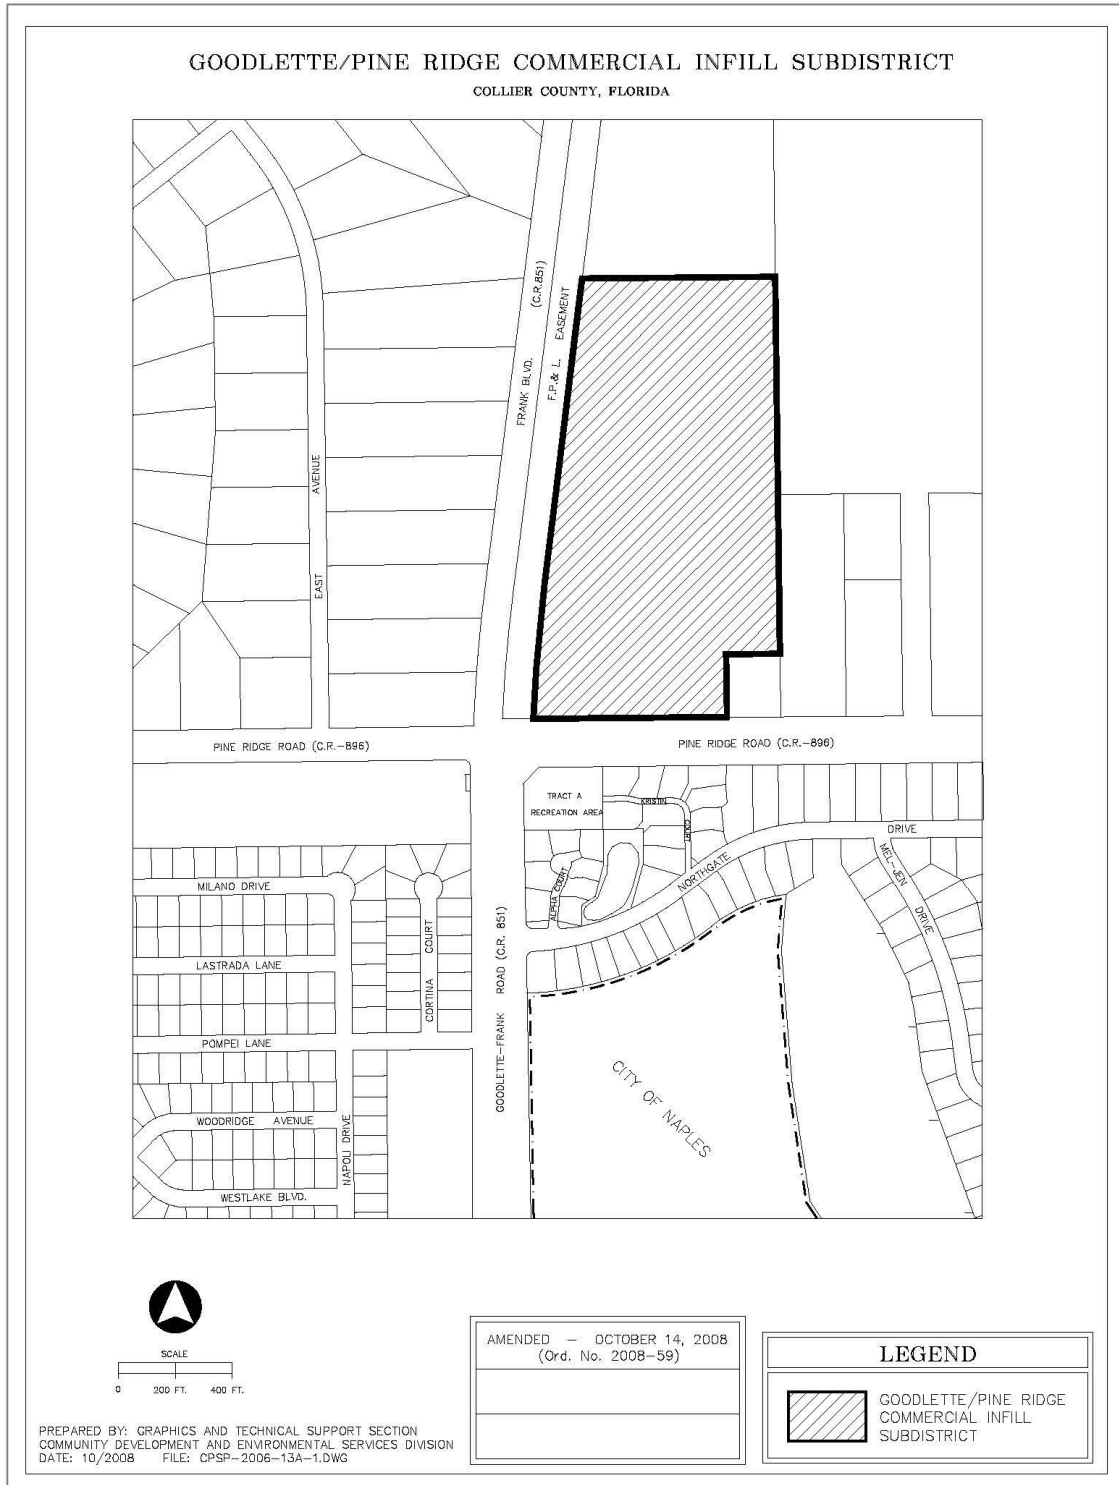 GOODLETTE/PINE RIDGE COMMERCIAL INFILL SUBDISTRICT
COLLIER COUNTY, FLORIDA
FRANK BLVD. (C.R.851)
F.P.& L. EASEMENT
EAST AVENUE
PINE RIDGE ROAD (C.R.-896)
PINE RIDGE ROAD (C.R.-896)
TRACT A
RECREATION AREA
KRISTIN COURT
NORTHGATE DRIVE
MEL-JEN DRIVE
ALPHA COURT
MILANO DRIVE
LASTRADA LANE
CORTINA COURT
GOODLETTE-FRANK ROAD (C.R. 851)
POMPEI LANE
CITY OF NAPLES
WOODRIDGE AVENUE
NAPOLI DRIVE
WESTLAKE BLVD.
SCALE
0 200 FT. 400 FT.
AMENDED - OCTOBER 14, 2008
(Ord. No. 2008-59)
LEGEND
GOODLETTE/PINE RIDGE
COMMERCIAL INFILL
SUBDISTRICT
PREPARED BY: GRAPHICS AND TECHNICAL SUPPORT SECTION
COMMUNITY DEVELOPMENT AND ENVIRONMENTAL SERVICES DIVISION
DATE: 10/2008 FILE: CPSP-2006-13A-1.DWG